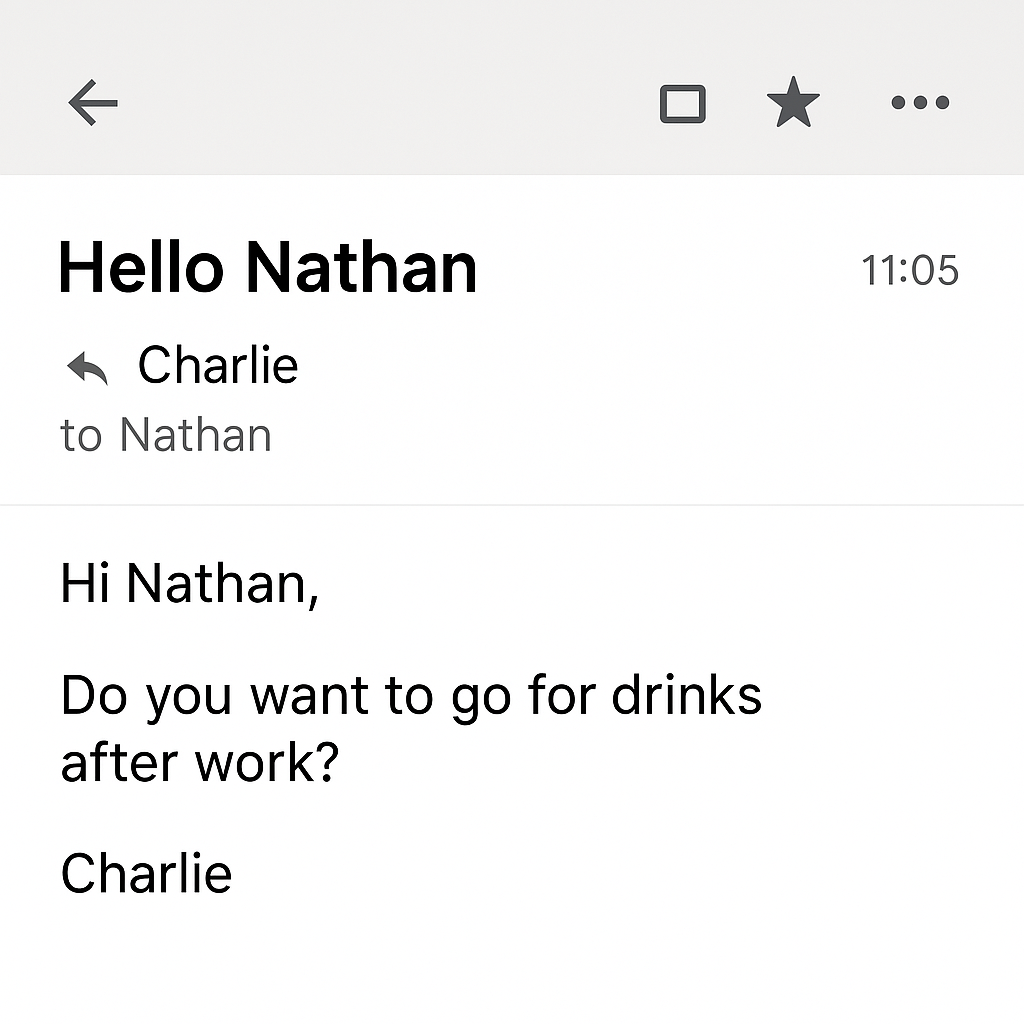 Hello Nathan
11:05
Charlie
to Nathan
Hi Nathan,
Do you want to go for drinks
after work?
Charlie